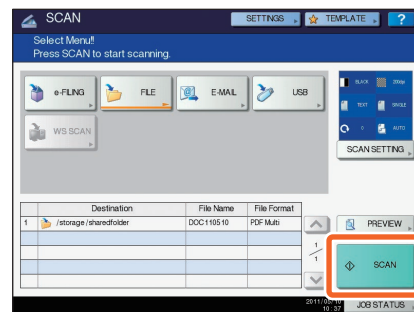 SCAN
SETTINGS
TEMPLATE
?
Select Menu!!
Press SCAN to start scanning.
e-FILING
FILE
E-MAIL
USB
WS SCAN
BLACK
200dpi
TEXT
SINGLE
AUTO
SCAN SETTING
Destination File Name File Format
1 /storage/sharedfolder DOC110510 PDF Multi
1
1
PREVIEW
SCAN
10:37
JOB STATUS